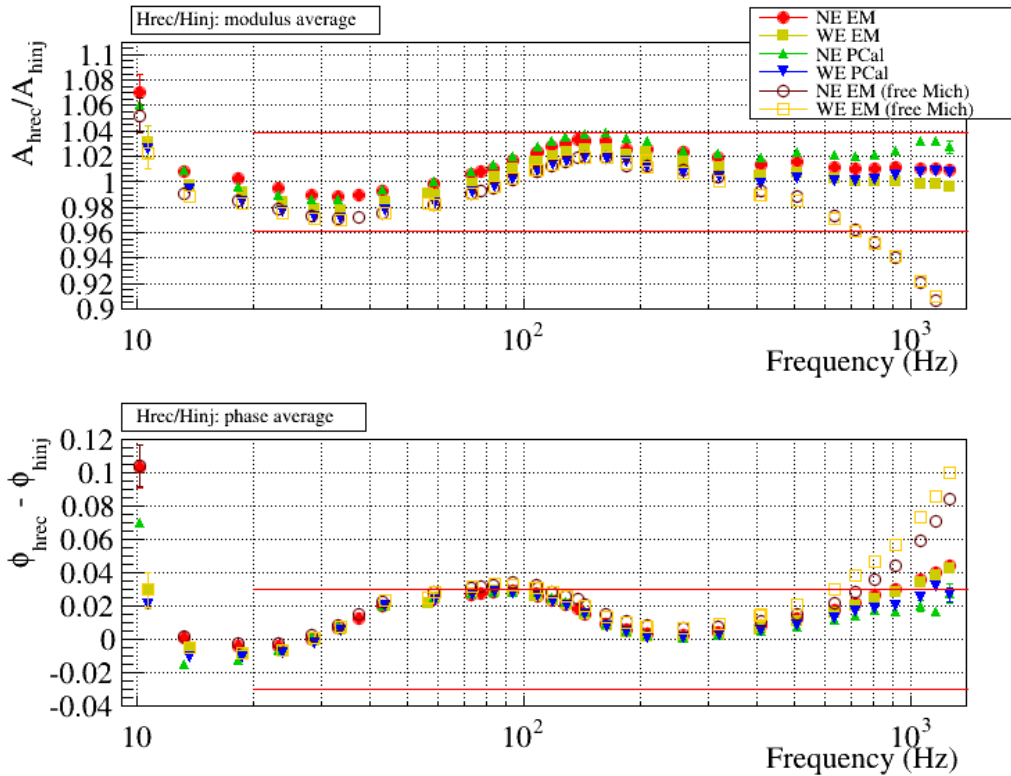 Hrec/Hinj: modulus average
NE EM
WE EM
NE PCal
WE PCal
NE EM (free Mich)
WE EM (free Mich)
A_hrec/A_hinj
1.1
1.08
1.06
1.04
1.02
1
0.98
0.96
0.94
0.92
0.9
10
10²
10³
Frequency (Hz)
Hrec/Hinj: phase average
ϕ_hrec - ϕ_hinj
0.12
0.1
0.08
0.06
0.04
0.02
0
-0.02
-0.04
10
10²
10³
Frequency (Hz)